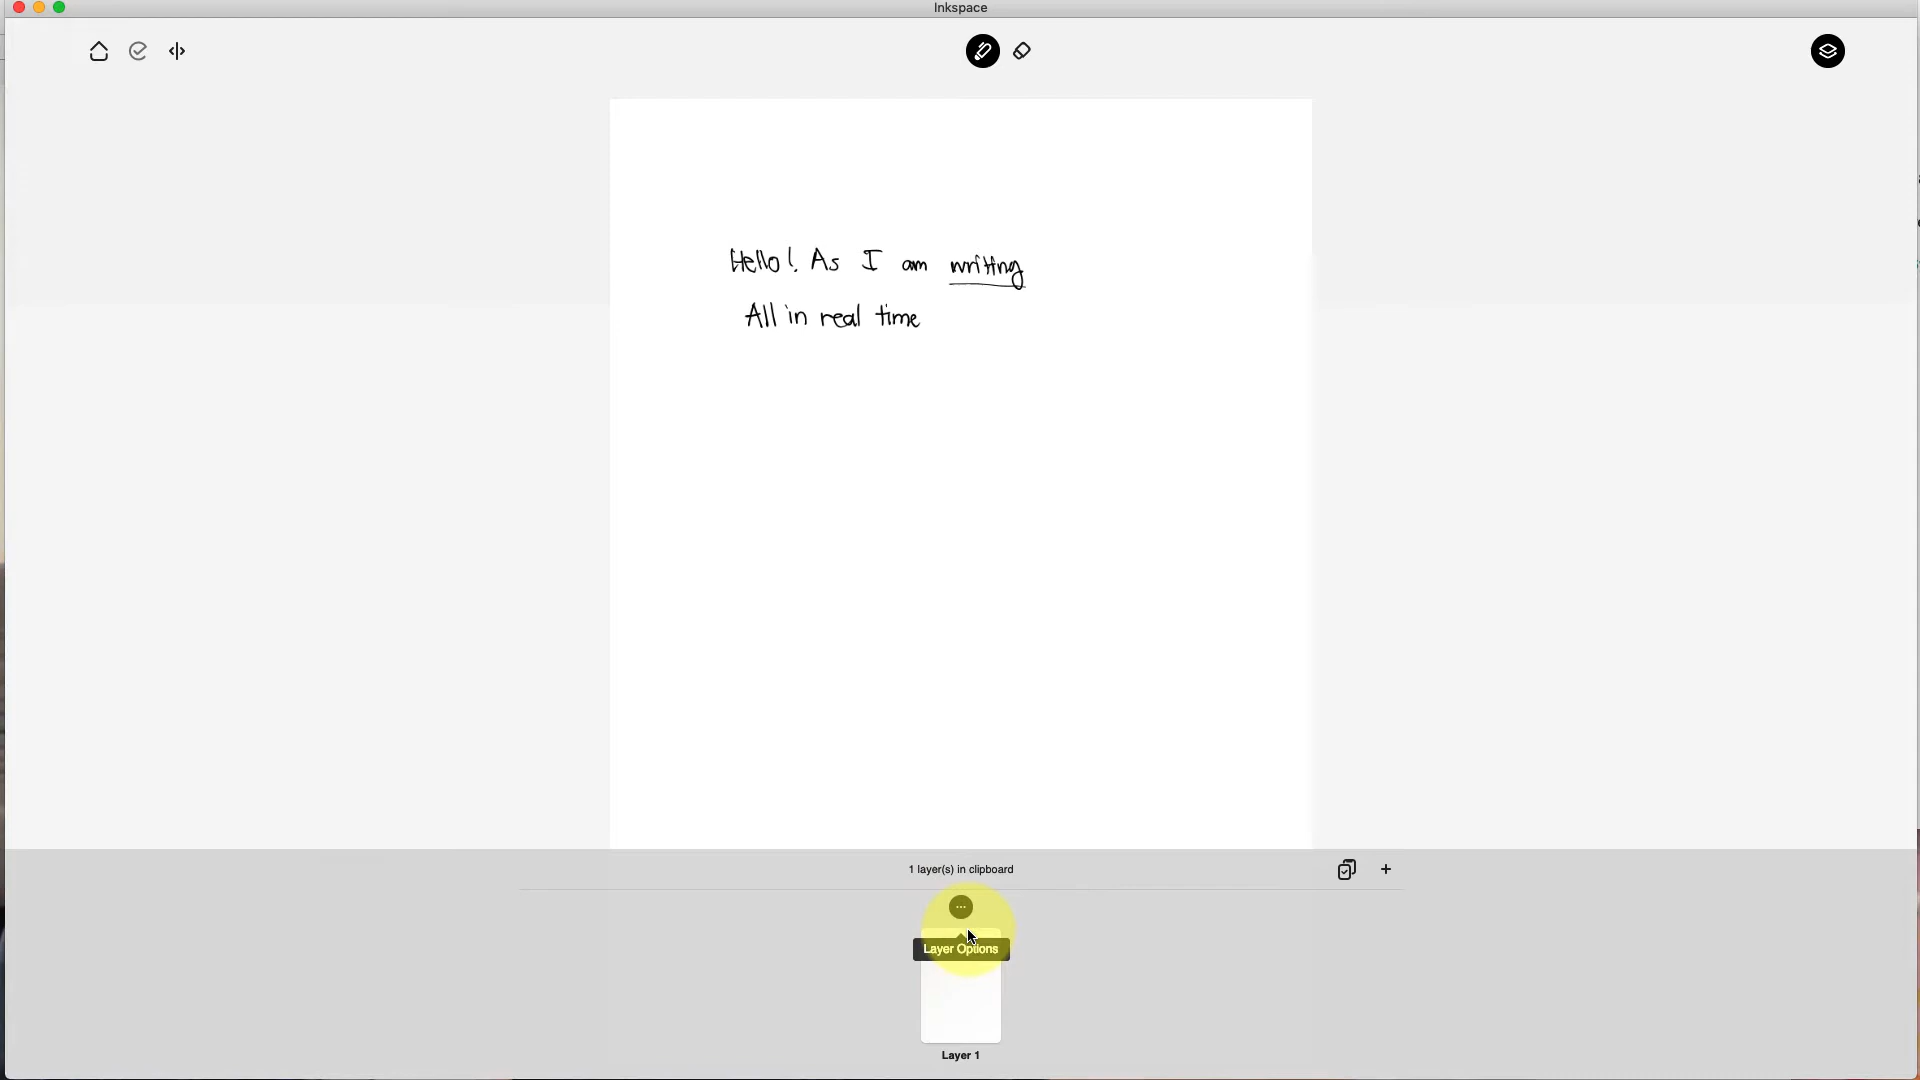 Inkspace
Hello! As I am writing
All in real time
1 layer(s) in clipboard
Layer Options
Layer 1